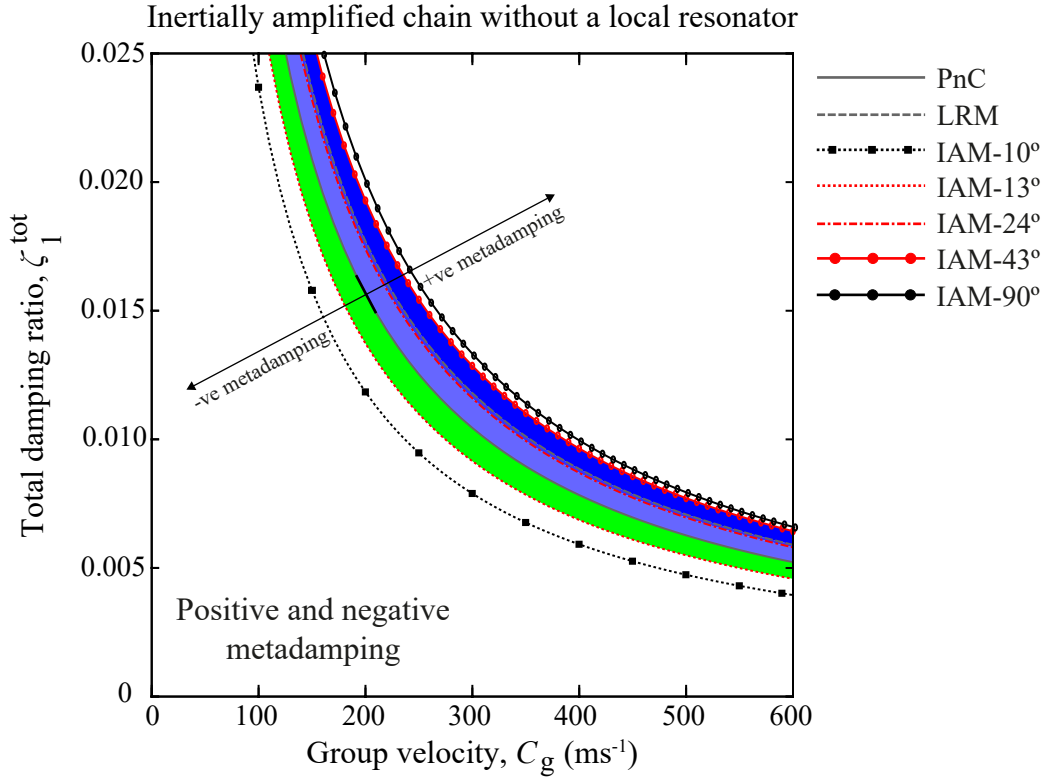 Inertially amplified chain without a local resonator
0.025
0.020
0.015
0.010
0.005
0
0 100 200 300 400 500 600
Total damping ratio, ζ₁ᵗᵒᵗ
Group velocity, C_g (ms⁻¹)
+ve metadamping
-ve metadamping
Positive and negative
metadamping
PnC
LRM
IAM-10º
IAM-13º
IAM-24º
IAM-43º
IAM-90º